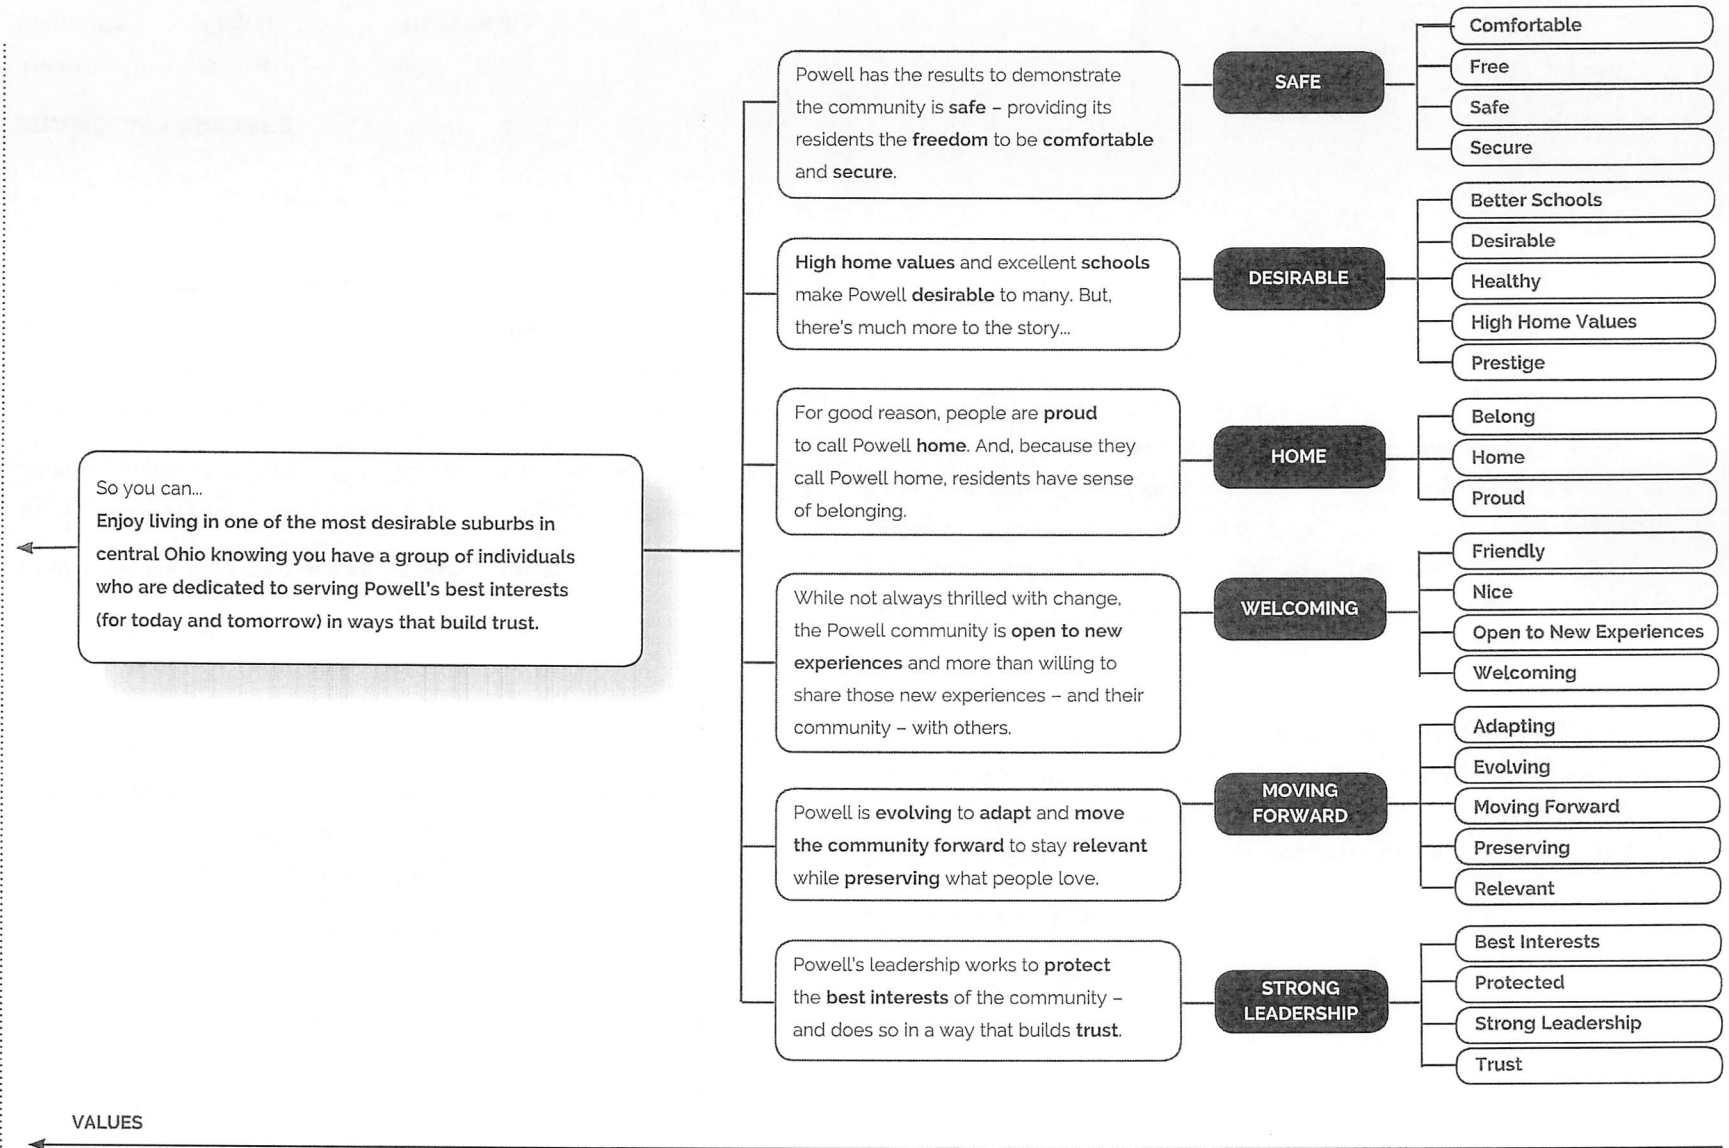 So you can...
Enjoy living in one of the most desirable suburbs in
central Ohio knowing you have a group of individuals
who are dedicated to serving Powell's best interests
(for today and tomorrow) in ways that build trust.
Powell has the results to demonstrate
the community is safe – providing its
residents the freedom to be comfortable
and secure.
SAFE
Comfortable
Free
Safe
Secure
High home values and excellent schools
make Powell desirable to many. But,
there's much more to the story...
DESIRABLE
Better Schools
Desirable
Healthy
High Home Values
Prestige
For good reason, people are proud
to call Powell home. And, because they
call Powell home, residents have sense
of belonging.
HOME
Belong
Home
Proud
While not always thrilled with change,
the Powell community is open to new
experiences and more than willing to
share those new experiences – and their
community – with others.
WELCOMING
Friendly
Nice
Open to New Experiences
Welcoming
Powell is evolving to adapt and move
the community forward to stay relevant
while preserving what people love.
MOVING
FORWARD
Adapting
Evolving
Moving Forward
Preserving
Relevant
Powell's leadership works to protect
the best interests of the community –
and does so in a way that builds trust.
STRONG
LEADERSHIP
Best Interests
Protected
Strong Leadership
Trust
VALUES